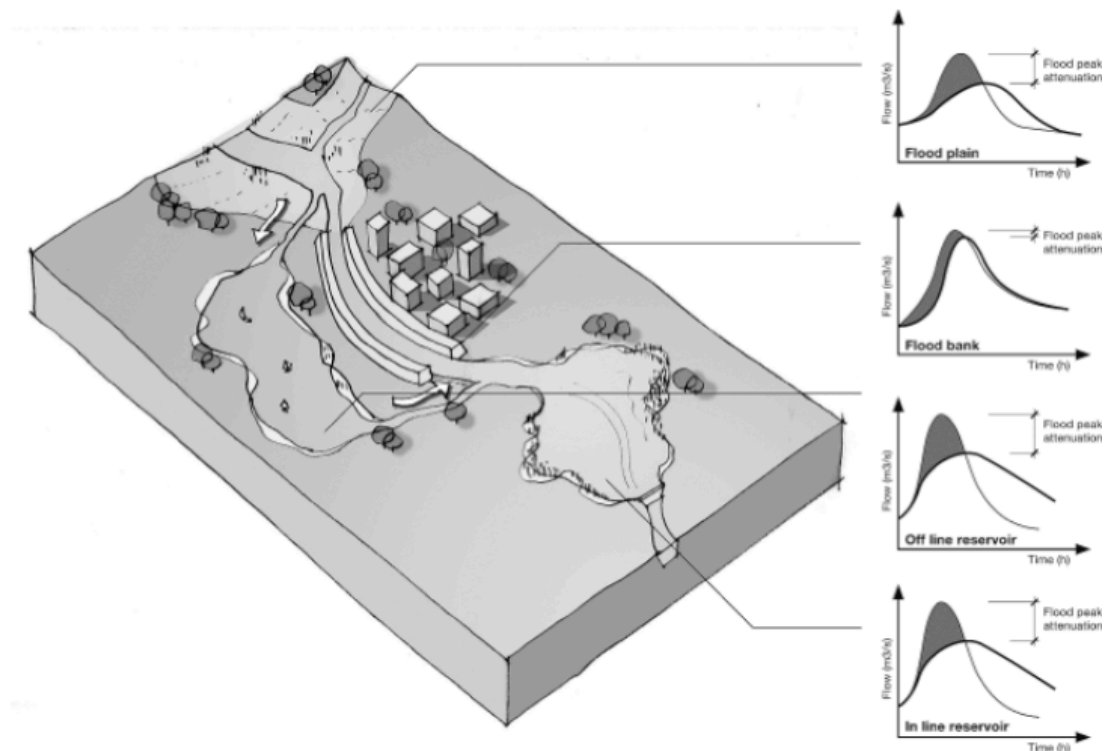 Flow (m3/s)
Flood peak
attenuation
Flood plain
Time (h)
Flow (m3/s)
Flood peak
attenuation
Flood bank
Time (h)
Flow (m3/s)
Flood peak
attenuation
Off line reservoir
Time (h)
Flow (m3/s)
Flood peak
attenuation
In line reservoir
Time (h)